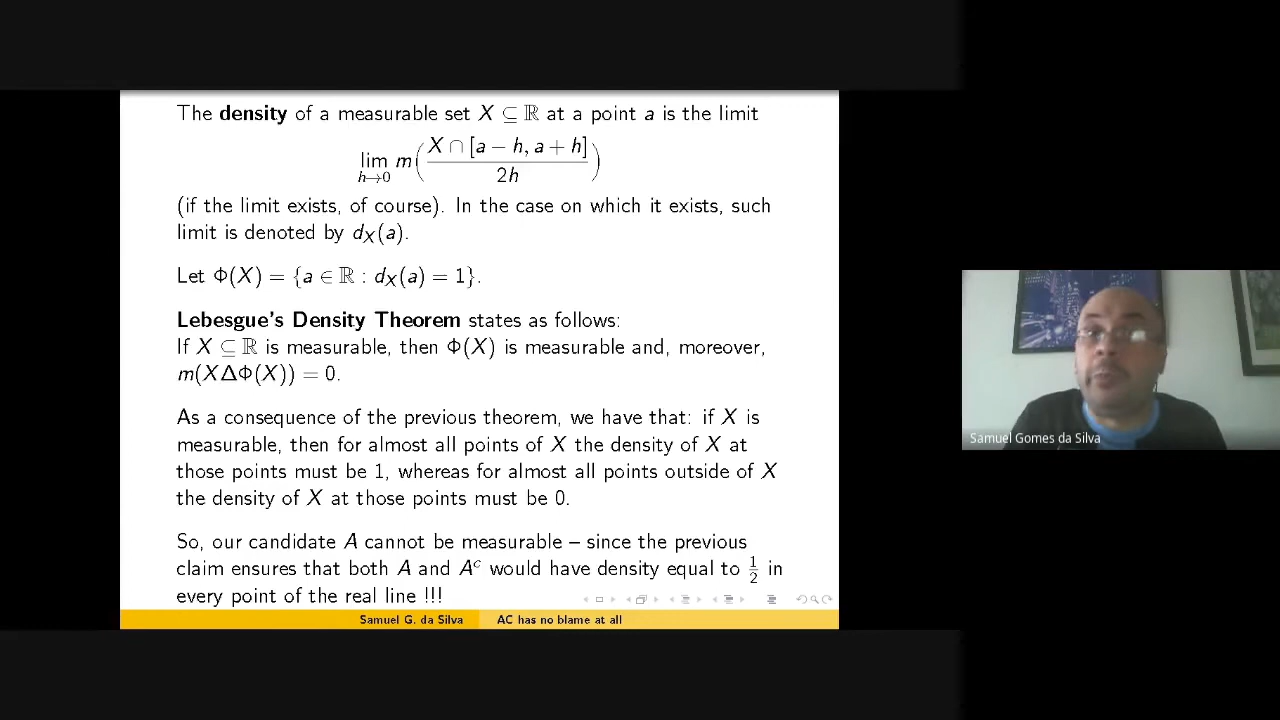 The density of a measurable set X ⊆ ℝ at a point a is the limit
lim_{h→0} m( (X ∩ [a − h, a + h]) / 2h )
(if the limit exists, of course). In the case on which it exists, such
limit is denoted by d_X(a).
Let Φ(X) = {a ∈ ℝ : d_X(a) = 1}.
Lebesgue's Density Theorem states as follows:
If X ⊆ ℝ is measurable, then Φ(X) is measurable and, moreover,
m(XΔΦ(X)) = 0.
As a consequence of the previous theorem, we have that: if X is
measurable, then for almost all points of X the density of X at
those points must be 1, whereas for almost all points outside of X
the density of X at those points must be 0.
So, our candidate A cannot be measurable – since the previous
claim ensures that both A and A^c would have density equal to 1/2 in
every point of the real line !!!
Samuel G. da Silva AC has no blame at all
Samuel Gomes da Silva